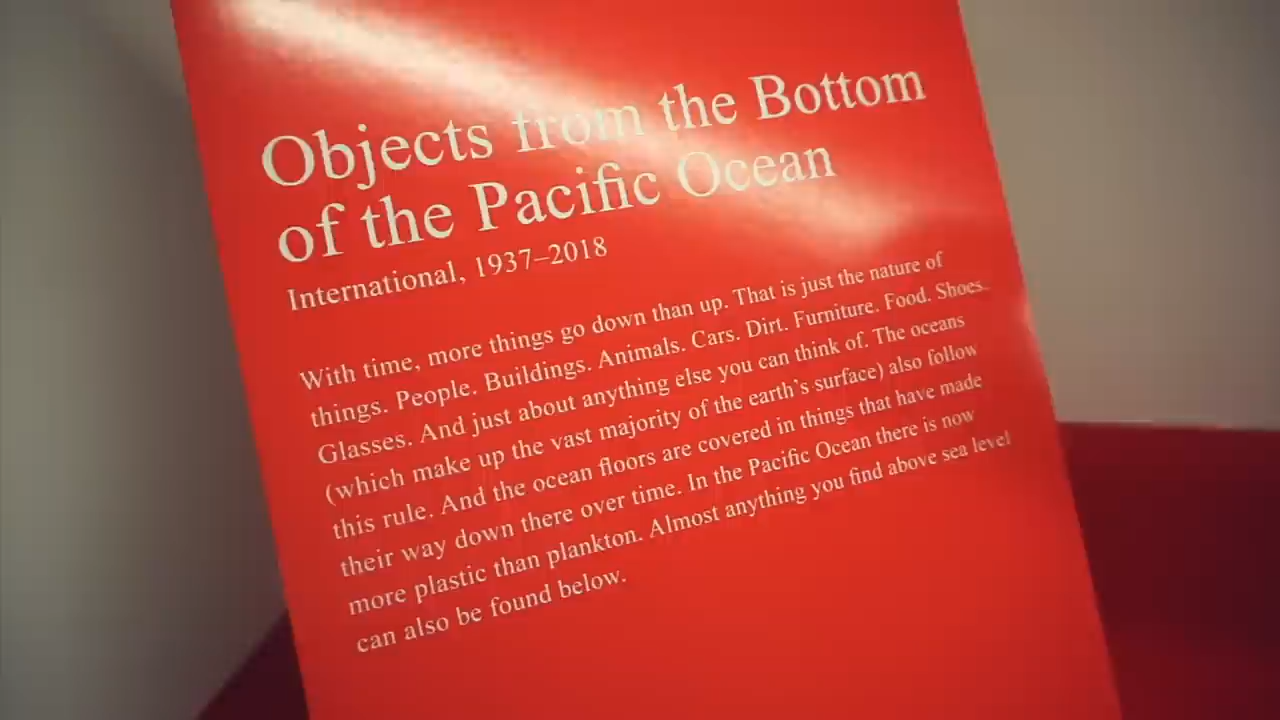 Objects from the Bottom
of the Pacific Ocean
International, 1937–2018
With time, more things go down than up. That is just the nature of
things. People. Buildings. Animals. Cars. Dirt. Furniture. Food. Shoes.
Glasses. And just about anything else you can think of. The oceans
(which make up the vast majority of the earth's surface) also follow
this rule. And the ocean floors are covered in things that have made
their way down there over time. In the Pacific Ocean there is now
more plastic than plankton. Almost anything you find above sea level
can also be found below.